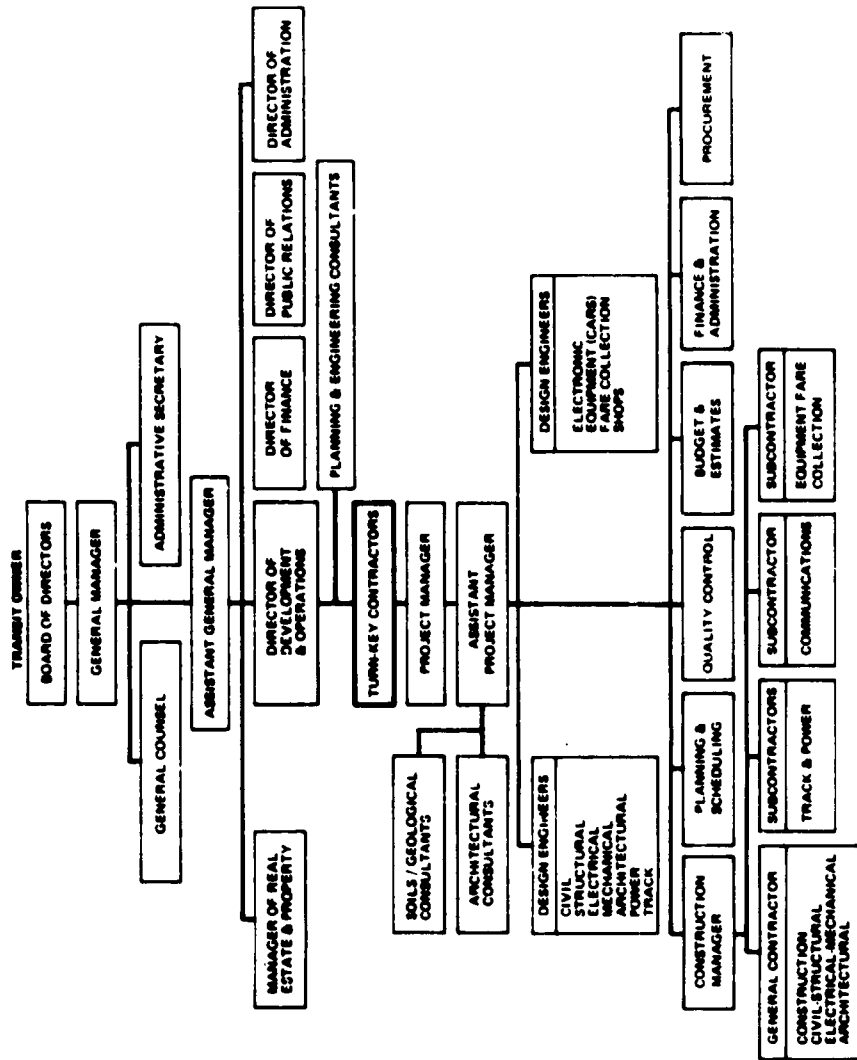 TRANSIT OWNER
BOARD OF DIRECTORS
GENERAL MANAGER
GENERAL COUNSEL
ADMINISTRATIVE SECRETARY
ASSISTANT GENERAL MANAGER
MANAGER OF REAL
ESTATE & PROPERTY
DIRECTOR OF
DEVELOPMENT
& OPERATIONS
DIRECTOR
OF FINANCE
DIRECTOR OF
PUBLIC RELATIONS
DIRECTOR OF
ADMINISTRATION
PLANNING & ENGINEERING CONSULTANTS
TURN-KEY CONTRACTORS
PROJECT MANAGER
ASSISTANT
PROJECT MANAGER
SOILS / GEOLOGICAL
CONSULTANTS
ARCHITECTURAL
CONSULTANTS
DESIGN ENGINEERS
CIVIL
STRUCTURAL
ELECTRICAL
MECHANICAL
ARCHITECTURAL
POWER
TRACK
DESIGN ENGINEERS
ELECTRONIC
EQUIPMENT (CARS)
FARE COLLECTION
SHOPS
CONSTRUCTION
MANAGER
PLANNING &
SCHEDULING
QUALITY CONTROL
BUDGET &
ESTIMATES
FINANCE &
ADMINISTRATION
PROCUREMENT
GENERAL CONTRACTOR
CONSTRUCTION
CIVIL-STRUCTURAL
ELECTRICAL-MECHANICAL
ARCHITECTURAL
SUBCONTRACTORS
TRACK & POWER
SUBCONTRACTOR
COMMUNICATIONS
SUBCONTRACTOR
EQUIPMENT FARE
COLLECTION